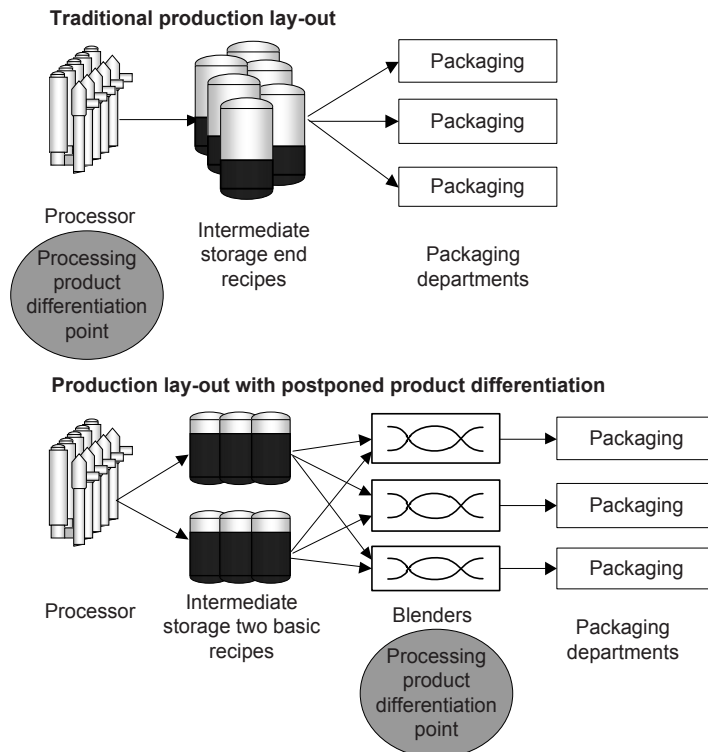 Traditional production lay-out
Packaging
Packaging
Packaging
Processor
Intermediate
storage end
recipes
Packaging
departments
Processing
product
differentiation
point
Production lay-out with postponed product differentiation
Packaging
Packaging
Packaging
Processor
Intermediate
storage two basic
recipes
Blenders
Packaging
departments
Processing
product
differentiation
point